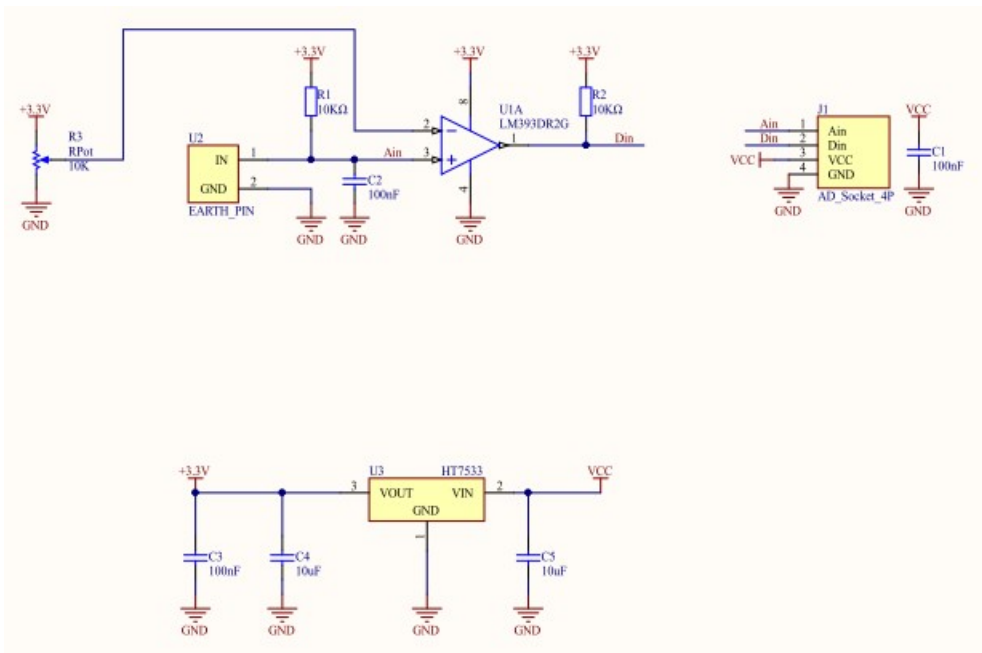 +3.3V
R3
RPot
10K
GND
U2
IN
1
GND
2
EARTH_PIN
+3.3V
R1
10KΩ
GND
Ain
C2
100nF
GND
+3.3V
8
2
3
4
1
U1A
LM393DR2G
GND
+3.3V
R2
10KΩ
Din
J1
Ain 1 Ain
Din 2 Din
VCC 3 VCC
4 GND
GND
AD_Socket_4P
VCC
C1
100nF
GND
+3.3V
C3
100nF
GND
C4
10uF
GND
U3 HT7533
3 VOUT VIN 2
GND
1
GND
VCC
C5
10uF
GND